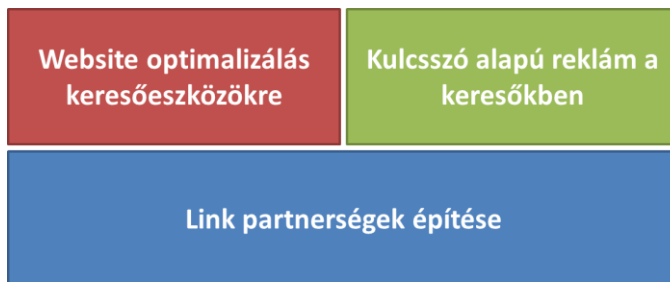 Website optimalizálás
keresőeszközökre
Kulcsszó alapú reklám a
keresőkben
Link partnerségek építése